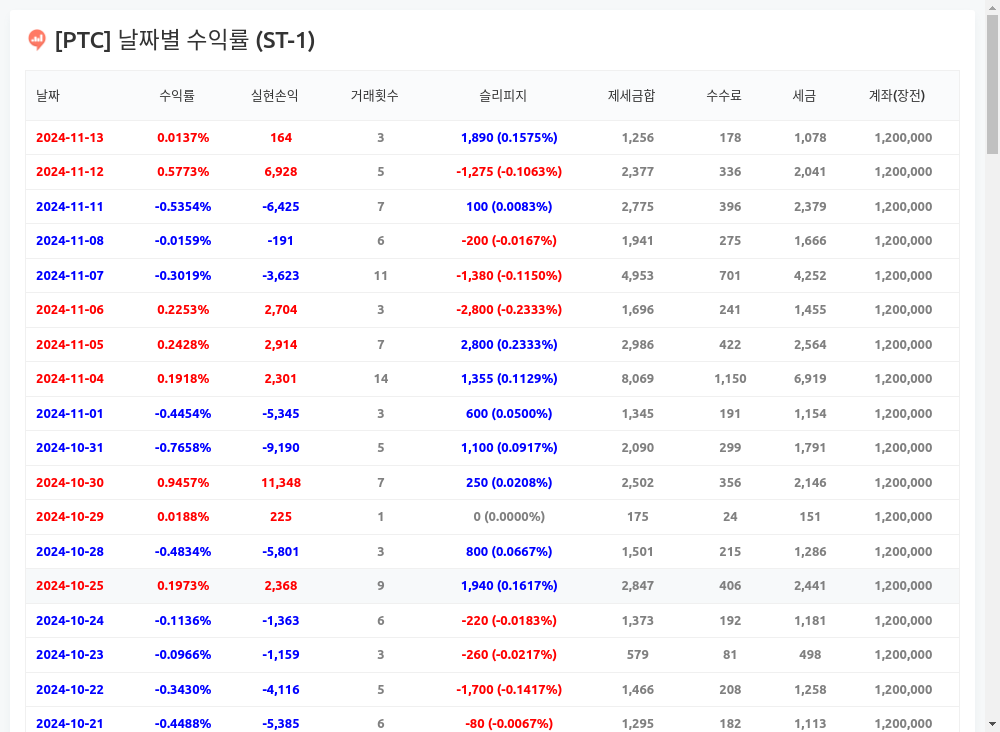 [PTC] 날짜별 수익률 (ST-1)
날짜 수익률 실현손익 거래횟수 슬리피지 제세금합 수수료 세금 계좌(장전)
2024-11-13 0.0137% 164 3 1,890 (0.1575%) 1,256 178 1,078 1,200,000
2024-11-12 0.5773% 6,928 5 -1,275 (-0.1063%) 2,377 336 2,041 1,200,000
2024-11-11 -0.5354% -6,425 7 100 (0.0083%) 2,775 396 2,379 1,200,000
2024-11-08 -0.0159% -191 6 -200 (-0.0167%) 1,941 275 1,666 1,200,000
2024-11-07 -0.3019% -3,623 11 -1,380 (-0.1150%) 4,953 701 4,252 1,200,000
2024-11-06 0.2253% 2,704 3 -2,800 (-0.2333%) 1,696 241 1,455 1,200,000
2024-11-05 0.2428% 2,914 7 2,800 (0.2333%) 2,986 422 2,564 1,200,000
2024-11-04 0.1918% 2,301 14 1,355 (0.1129%) 8,069 1,150 6,919 1,200,000
2024-11-01 -0.4454% -5,345 3 600 (0.0500%) 1,345 191 1,154 1,200,000
2024-10-31 -0.7658% -9,190 5 1,100 (0.0917%) 2,090 299 1,791 1,200,000
2024-10-30 0.9457% 11,348 7 250 (0.0208%) 2,502 356 2,146 1,200,000
2024-10-29 0.0188% 225 1 0 (0.0000%) 175 24 151 1,200,000
2024-10-28 -0.4834% -5,801 3 800 (0.0667%) 1,501 215 1,286 1,200,000
2024-10-25 0.1973% 2,368 9 1,940 (0.1617%) 2,847 406 2,441 1,200,000
2024-10-24 -0.1136% -1,363 6 -220 (-0.0183%) 1,373 192 1,181 1,200,000
2024-10-23 -0.0966% -1,159 3 -260 (-0.0217%) 579 81 498 1,200,000
2024-10-22 -0.3430% -4,116 5 -1,700 (-0.1417%) 1,466 208 1,258 1,200,000
2024-10-21 -0.4488% -5,385 6 -80 (-0.0067%) 1,295 182 1,113 1,200,000